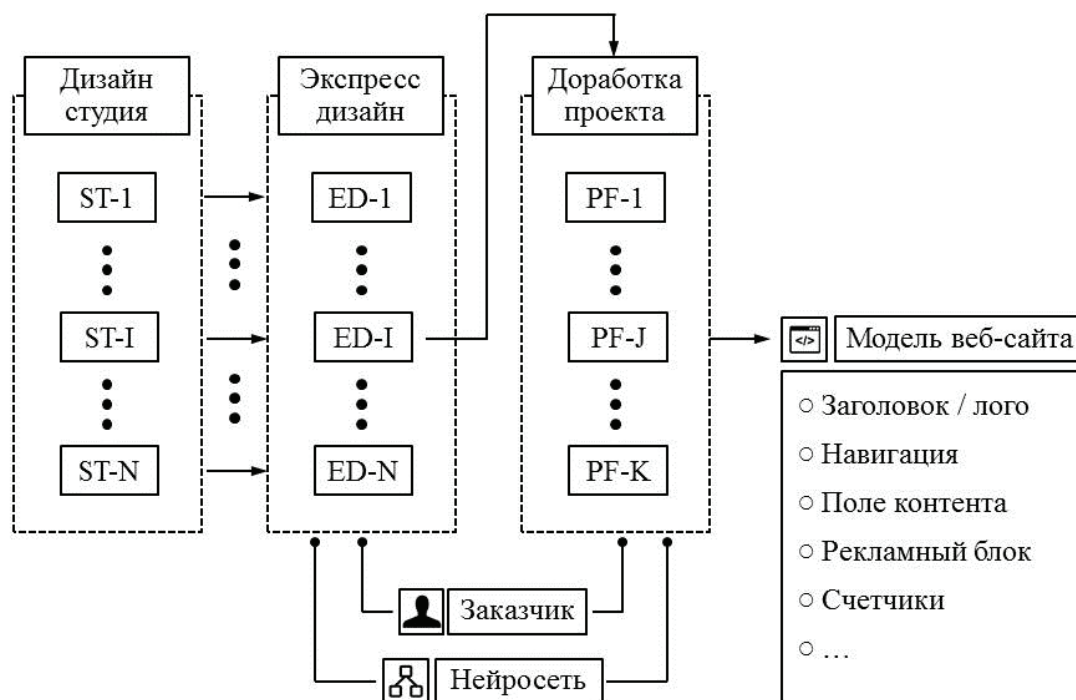 Дизайн
студия
ST-1
ST-I
ST-N
Экспресс
дизайн
ED-1
ED-I
ED-N
Доработка
проекта
PF-1
PF-J
PF-K
Заказчик
Нейросеть
</> Модель веб-сайта
Заголовок / лого
Навигация
Поле контента
Рекламный блок
Счетчики
…